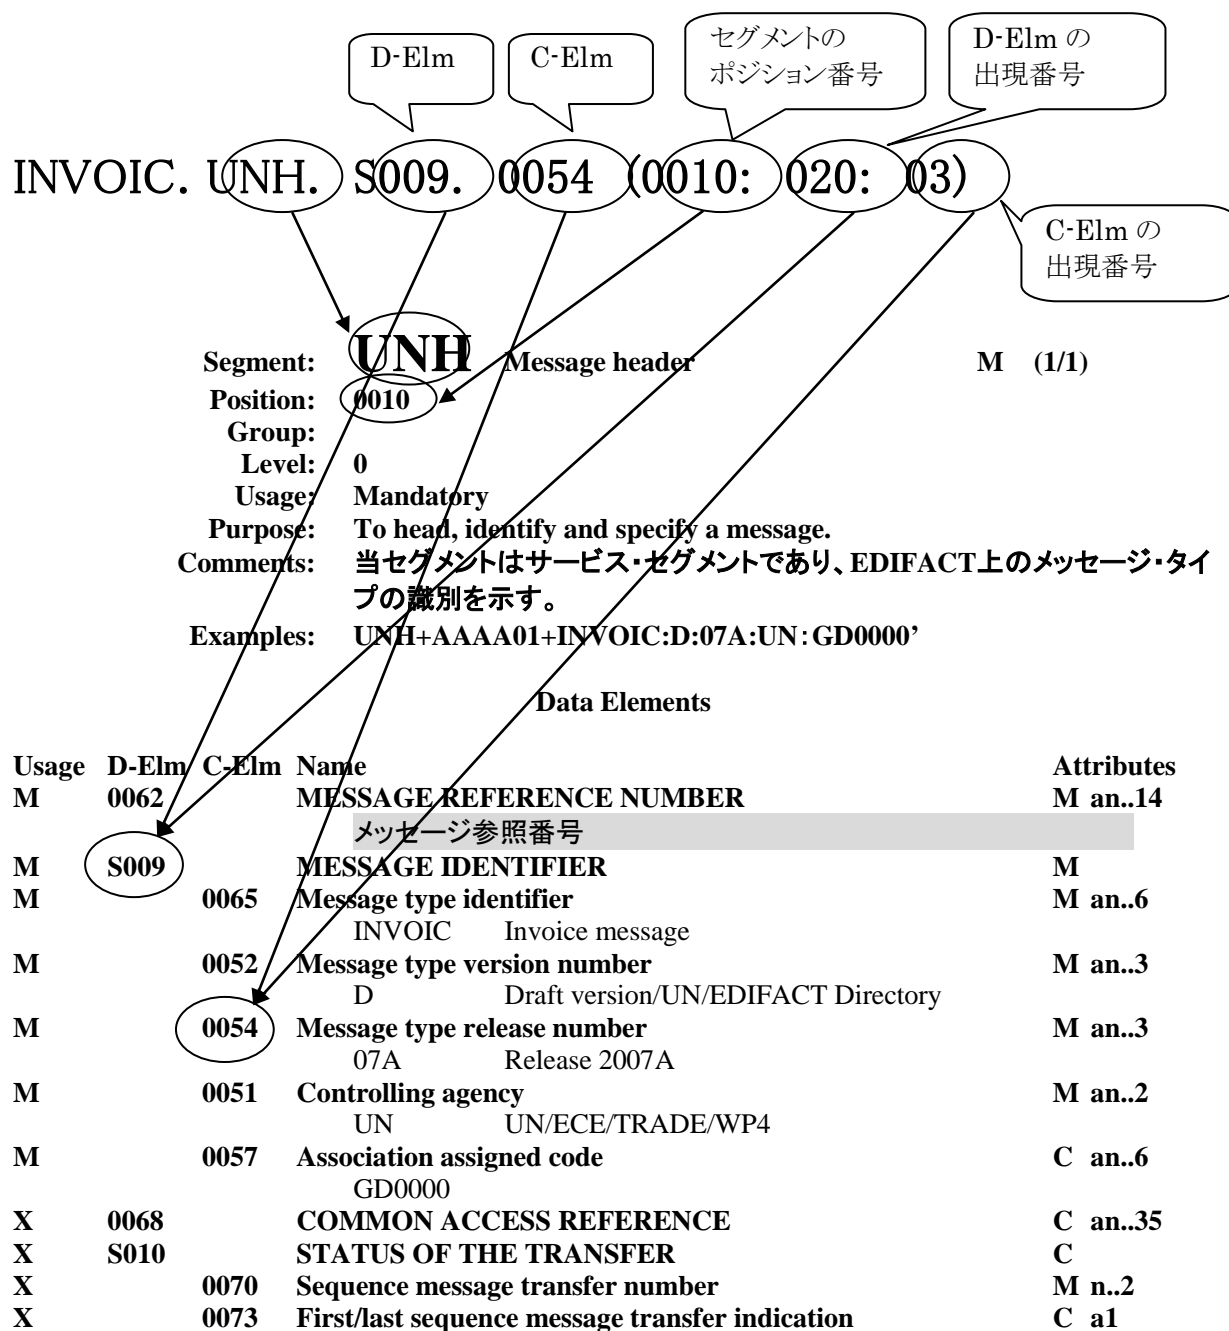 D-Elm
C-Elm
セグメントの
ポジション番号
D-Elm の
出現番号
INVOIC. UNH. S009. 0054 (0010: 020: 03)
C-Elm の
出現番号
Segment: UNH Message header M (1/1)
Position: 0010
Group:
Level: 0
Usage: Mandatory
Purpose: To head, identify and specify a message.
Comments: 当セグメントはサービス・セグメントであり、EDIFACT上のメッセージ・タイ
プの識別を示す。
Examples: UNH+AAAA01+INVOIC:D:07A:UN：GD0000’
Data Elements
Usage D-Elm C-Elm Name Attributes
M 0062 MESSAGE REFERENCE NUMBER M an..14
メッセージ参照番号
M S009 MESSAGE IDENTIFIER M
M 0065 Message type identifier M an..6
INVOIC Invoice message
M 0052 Message type version number M an..3
D Draft version/UN/EDIFACT Directory
M 0054 Message type release number M an..3
07A Release 2007A
M 0051 Controlling agency M an..2
UN UN/ECE/TRADE/WP4
M 0057 Association assigned code C an..6
GD0000
X 0068 COMMON ACCESS REFERENCE C an..35
X S010 STATUS OF THE TRANSFER C
X 0070 Sequence message transfer number M n..2
X 0073 First/last sequence message transfer indication C a1